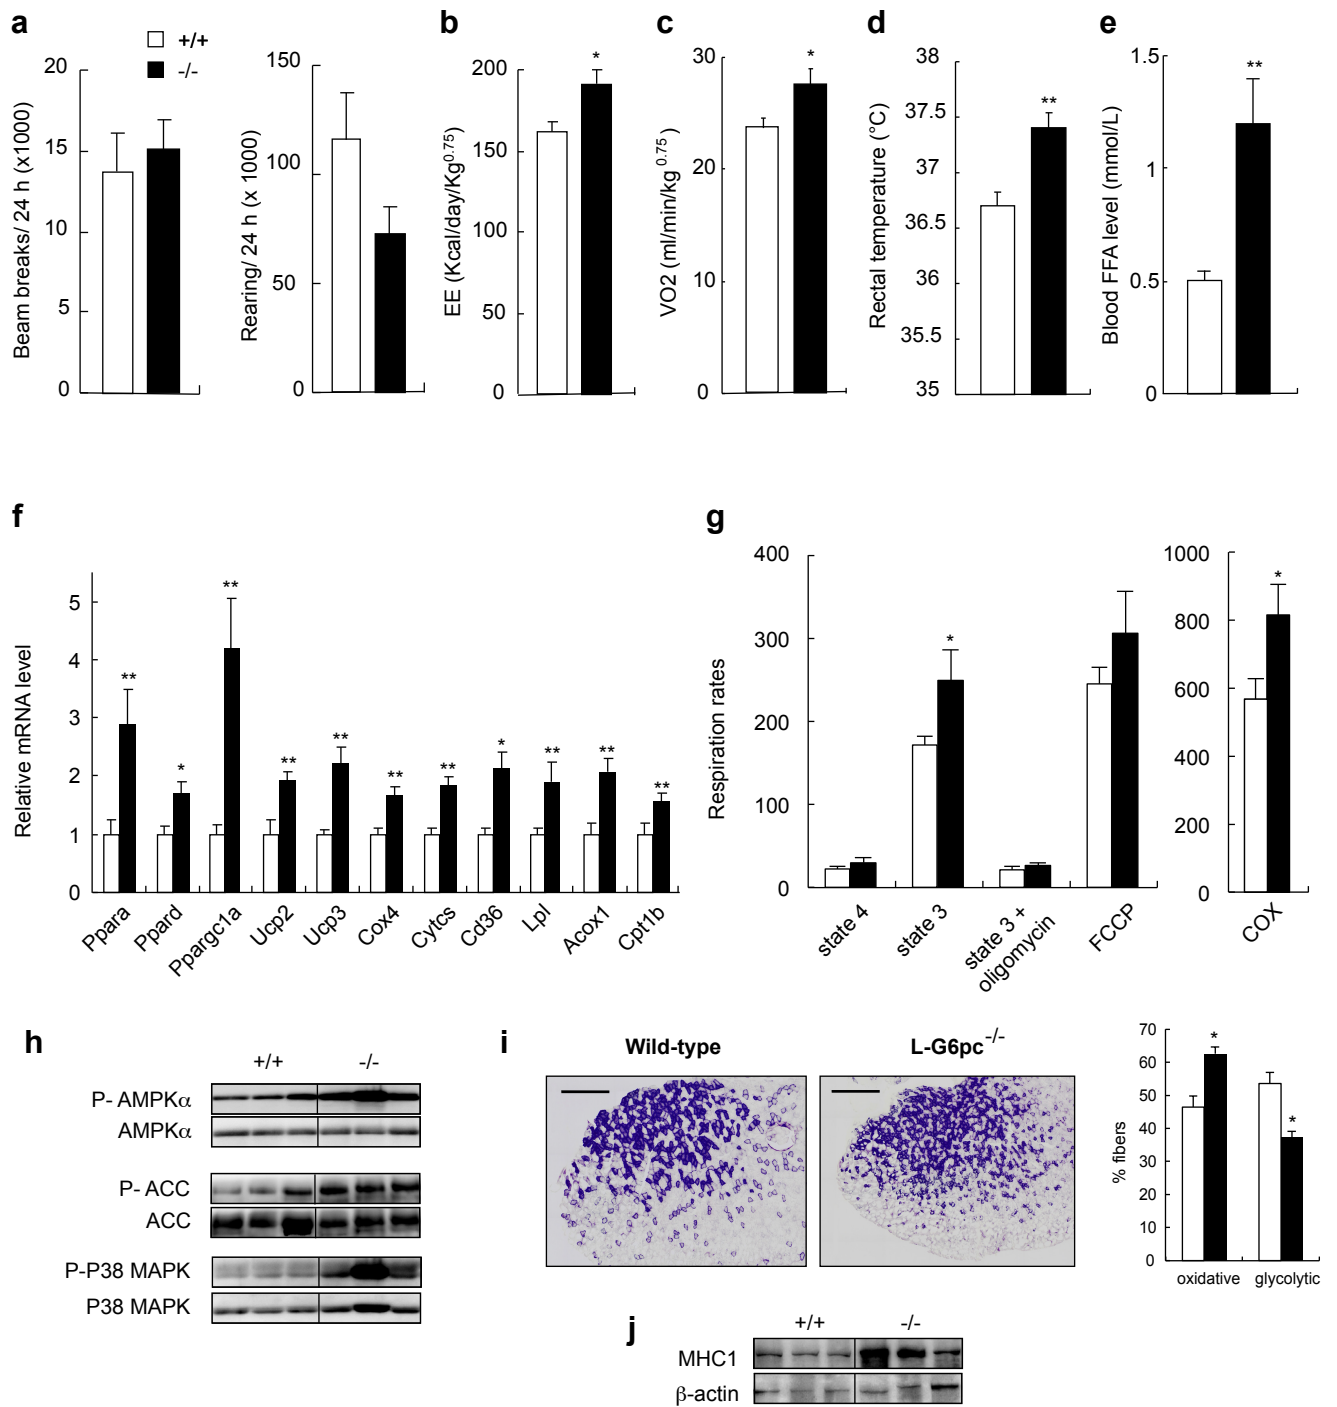 a
+/+
-/-
Beam breaks/ 24 h (x1000)
20
15
10
5
0
Rearing/ 24 h (x 1000)
150
100
50
0
b
EE (Kcal/day/Kg0.75)
200
150
100
50
0
*
c
VO2 (ml/min/kg 0.75)
30
20
10
0
*
d
Rectal temperature (°C)
38
37.5
37
36.5
36
35.5
35
**
e
Blood FFA level (mmol/L)
1.5
1
0.5
0
**
f
Relative mRNA level
5
4
3
2
1
0
** * ** ** ** ** ** * ** ** **
Ppara Ppard Ppargc1a Ucp2 Ucp3 Cox4 Cytcs Cd36 Lpl Acox1 Cpt1b
g
Respiration rates
400
300
200
100
0
*
state 4 state 3 state 3 + oligomycin FCCP
1000
800
600
400
200
0
*
COX
h
+/+ -/-
P- AMPKα
AMPKα
P- ACC
ACC
P-P38 MAPK
P38 MAPK
i
Wild-type L-G6pc-/-
% fibers
70
60
50
40
30
20
10
0
* *
oxidative glycolytic
j
+/+ -/-
MHC1
β-actin